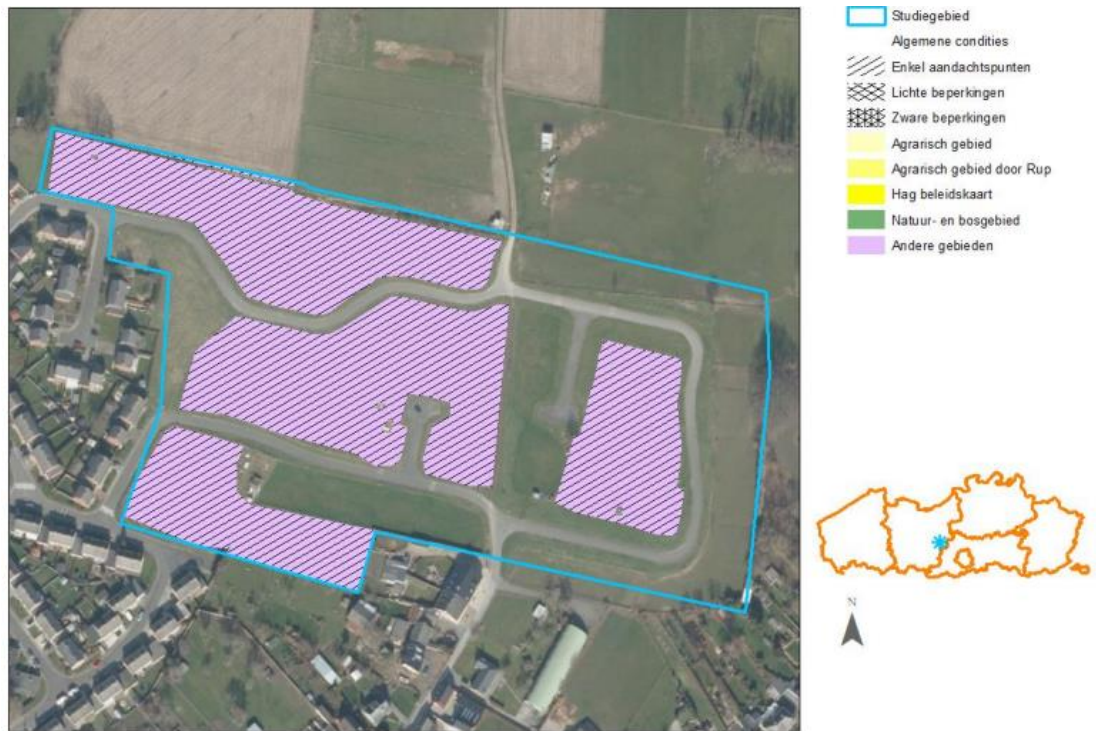 Studiegebied
Algemene condities
Enkel aandachtspunten
Lichte beperkingen
Zware beperkingen
Agrarisch gebied
Agrarisch gebied door Rup
Hag beleidskaart
Natuur- en bosgebied
Andere gebieden
N